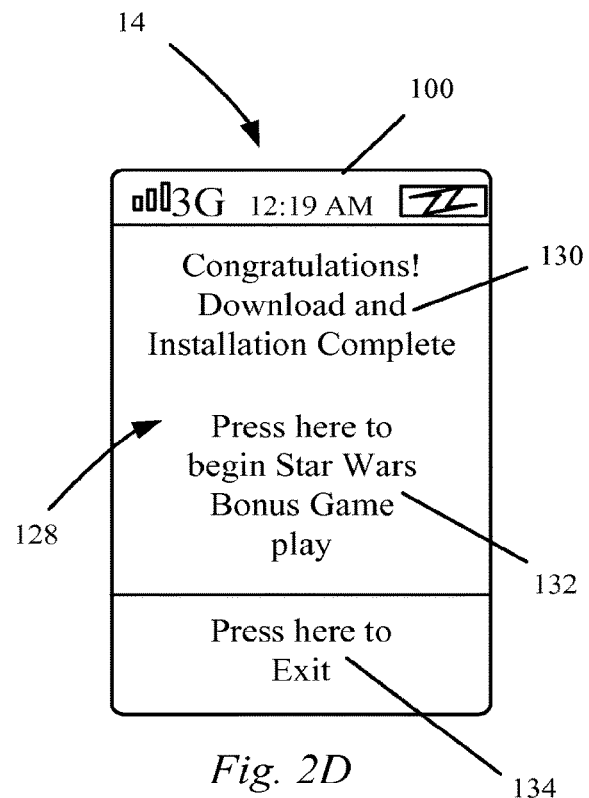 14
100
3G 12:19 AM
Congratulations!
130
Download and
Installation Complete
Press here to
begin Star Wars
Bonus Game
play
128
132
Press here to
Exit
Fig. 2D
134